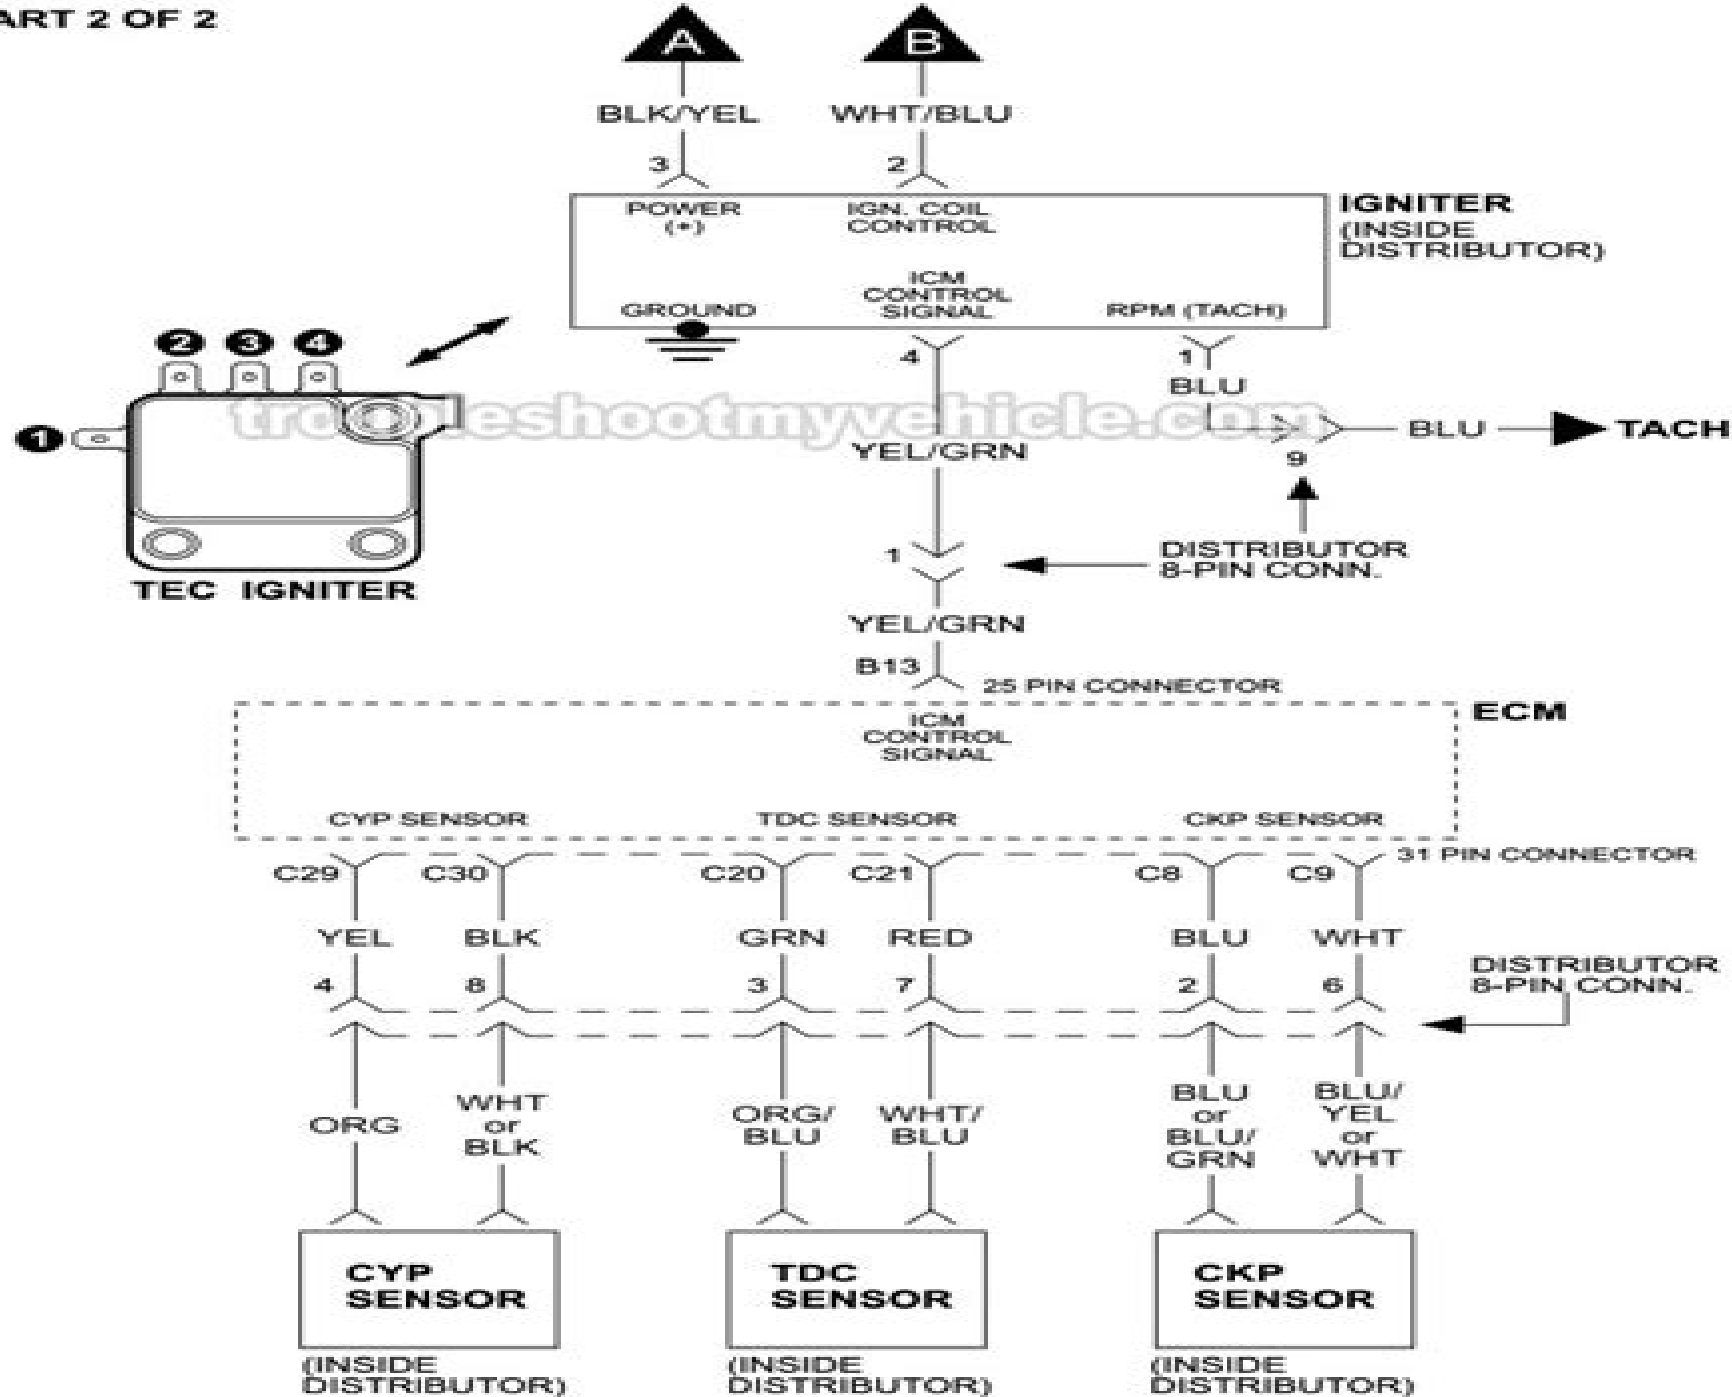 ART 2 OF 2
A
B
BLK/YEL
WHT/BLU
3
2
POWER
(+)
IGN. COIL
CONTROL
IGNITER
(INSIDE
DISTRIBUTOR)
GROUND
ICM
CONTROL
SIGNAL
RPM (TACH)
4
1
BLU
2
3
4
1
TEC IGNITER
troubleshootmyvehicle.com
YEL/GRN
BLU
TACH
9
1
DISTRIBUTOR
8-PIN CONN.
YEL/GRN
B13
25 PIN CONNECTOR
ECM
ICM
CONTROL
SIGNAL
CYP SENSOR
TDC SENSOR
CKP SENSOR
31 PIN CONNECTOR
C29
C30
C20
C21
C8
C9
YEL
BLK
GRN
RED
BLU
WHT
4
8
3
7
2
6
DISTRIBUTOR
8-PIN CONN.
ORG
WHT
or
BLK
ORG/
BLU
WHT/
BLU
BLU
or
BLU/
GRN
BLU/
YEL
or
WHT
CYP
SENSOR
TDC
SENSOR
CKP
SENSOR
(INSIDE
DISTRIBUTOR)
(INSIDE
DISTRIBUTOR)
(INSIDE
DISTRIBUTOR)